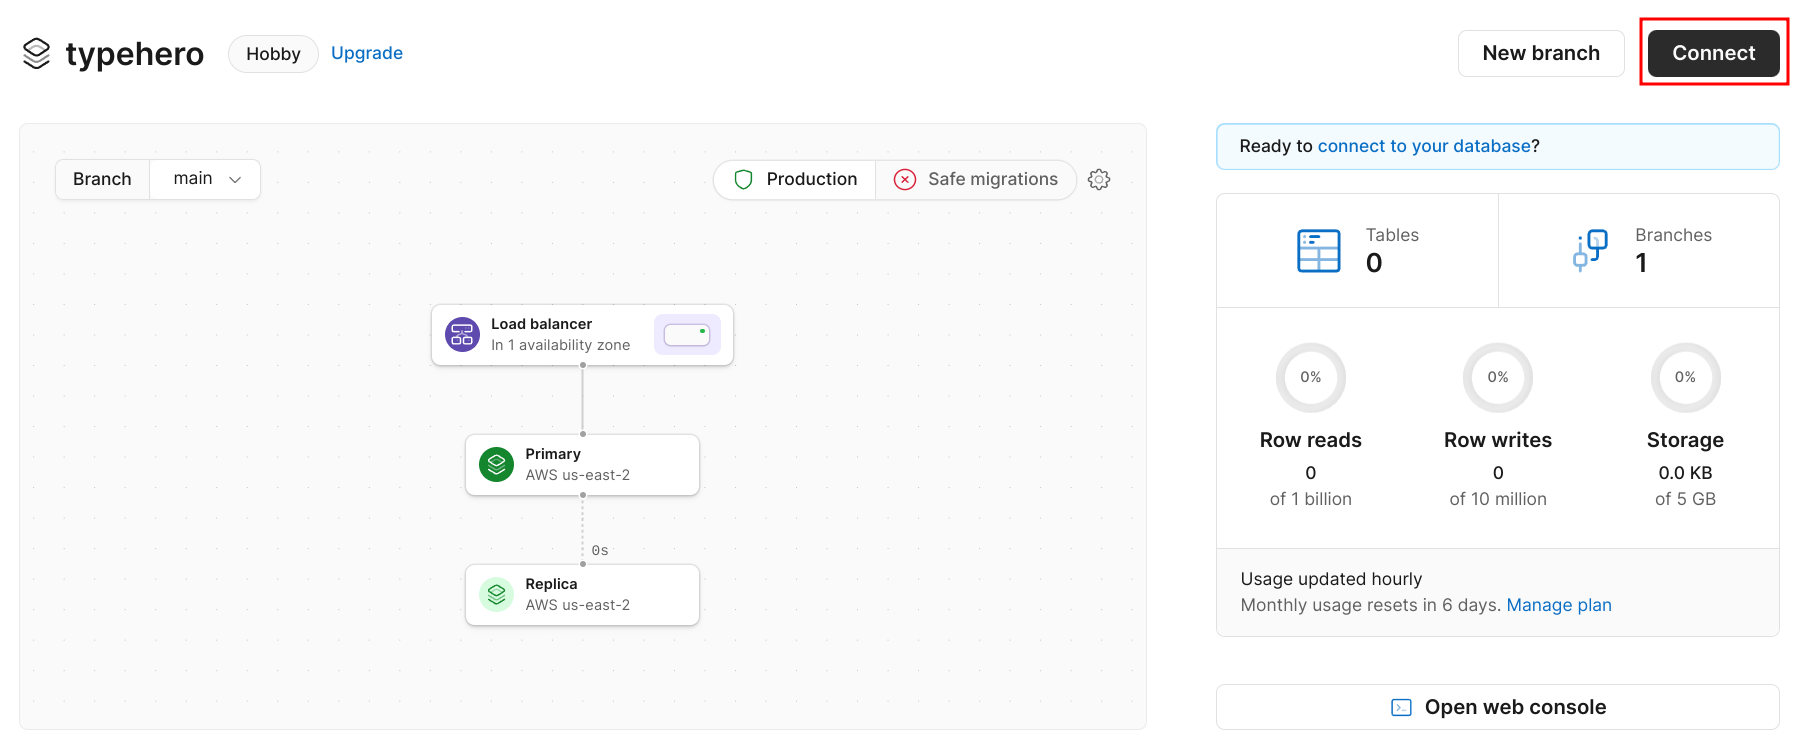 typehero
Hobby
Upgrade
New branch
Connect
Branch
main
Production
Safe migrations
Load balancer
In 1 availability zone
Primary
AWS us-east-2
0s
Replica
AWS us-east-2
Ready to connect to your database?
Tables
0
Branches
1
0%
0%
0%
Row reads
Row writes
Storage
0
0
0.0 KB
of 1 billion
of 10 million
of 5 GB
Usage updated hourly
Monthly usage resets in 6 days. Manage plan
Open web console